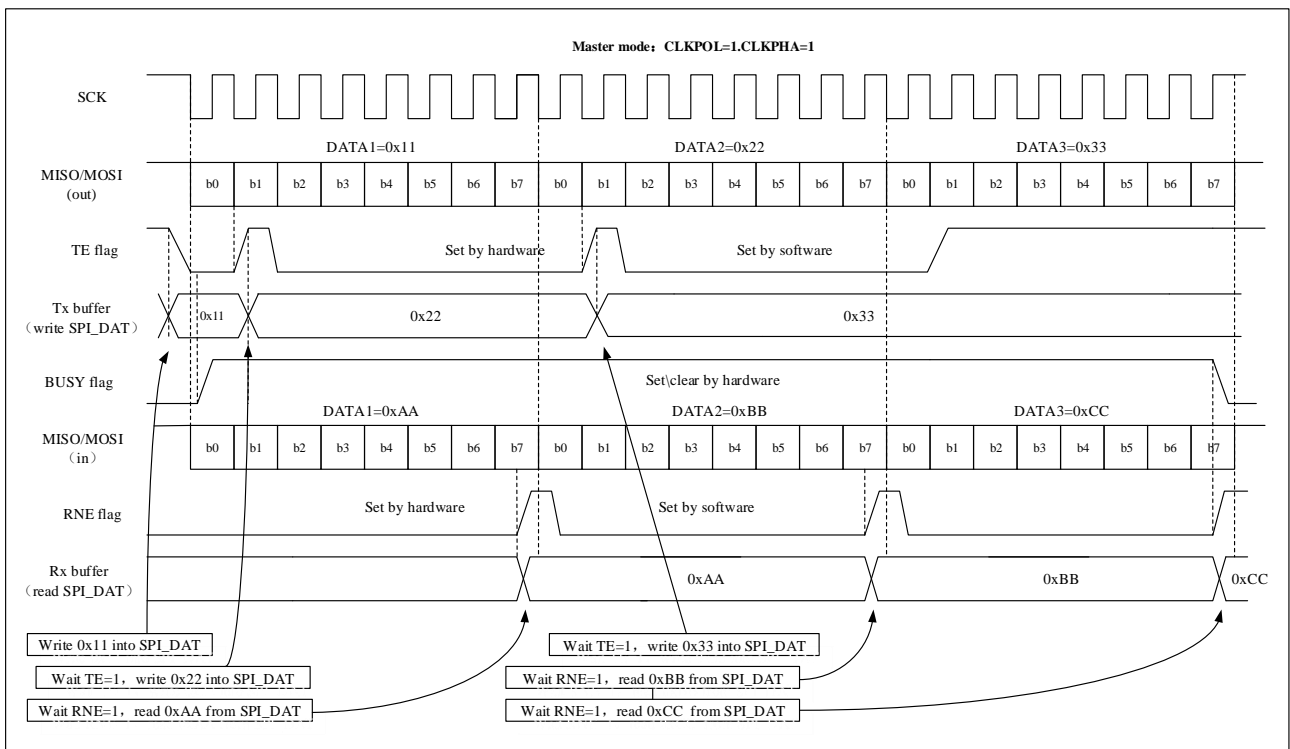 Master mode：CLKPOL=1.CLKPHA=1
SCK
DATA1=0x11 DATA2=0x22 DATA3=0x33
MISO/MOSI
(out)
b0 b1 b2 b3 b4 b5 b6 b7 b0 b1 b2 b3 b4 b5 b6 b7 b0 b1 b2 b3 b4 b5 b6 b7
TE flag
Set by hardware
Set by software
Tx buffer
（write SPI_DAT）
0x11 0x22 0x33
BUSY flag
Set\clear by hardware
DATA1=0xAA DATA2=0xBB DATA3=0xCC
MISO/MOSI
（in）
b0 b1 b2 b3 b4 b5 b6 b7 b0 b1 b2 b3 b4 b5 b6 b7 b0 b1 b2 b3 b4 b5 b6 b7
RNE flag
Set by hardware
Set by software
Rx buffer
（read SPI_DAT）
0xAA 0xBB 0xCC
Write 0x11 into SPI_DAT
Wait TE=1，write 0x33 into SPI_DAT
Wait TE=1，write 0x22 into SPI_DAT
Wait RNE=1，read 0xBB from SPI_DAT
Wait RNE=1，read 0xAA from SPI_DAT
Wait RNE=1，read 0xCC from SPI_DAT